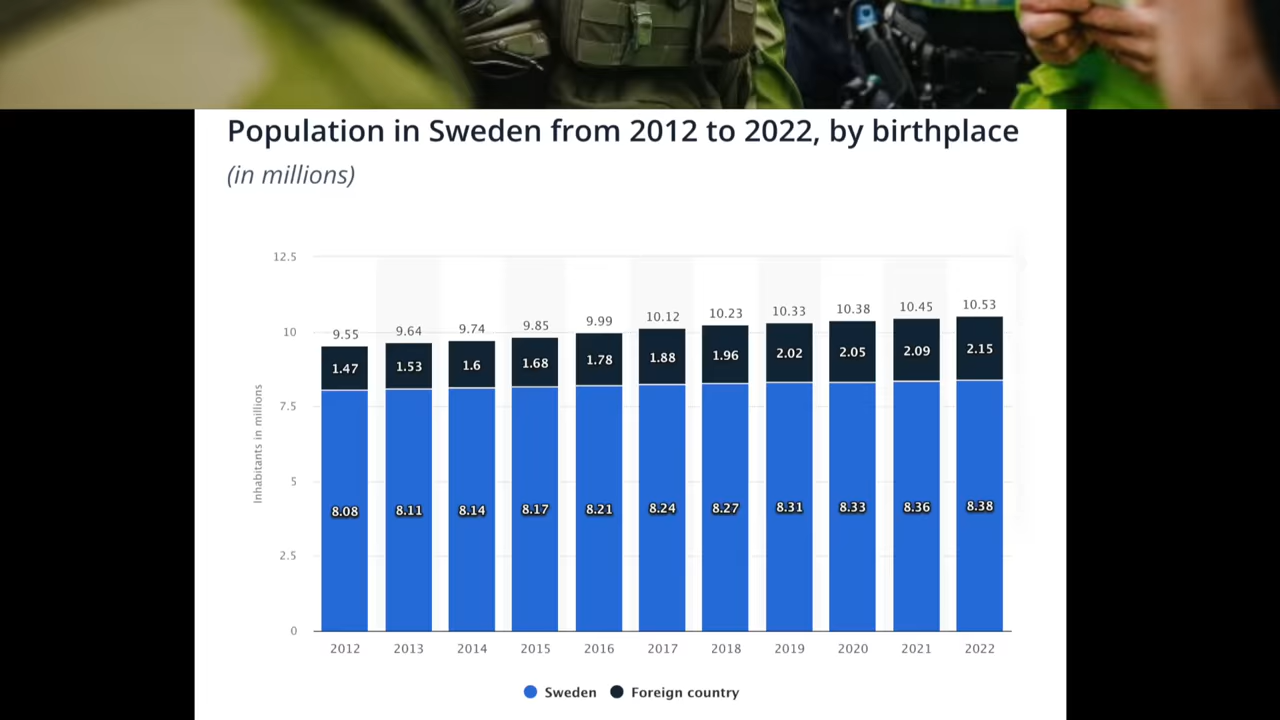 Population in Sweden from 2012 to 2022, by birthplace
(in millions)
12.5
10
7.5
5
2.5
0
Inhabitants in millions
9.55 9.64 9.74 9.85 9.99 10.12 10.23 10.33 10.38 10.45 10.53
1.47 1.53 1.6 1.68 1.78 1.88 1.96 2.02 2.05 2.09 2.15
8.08 8.11 8.14 8.17 8.21 8.24 8.27 8.31 8.33 8.36 8.38
2012 2013 2014 2015 2016 2017 2018 2019 2020 2021 2022
Sweden Foreign country